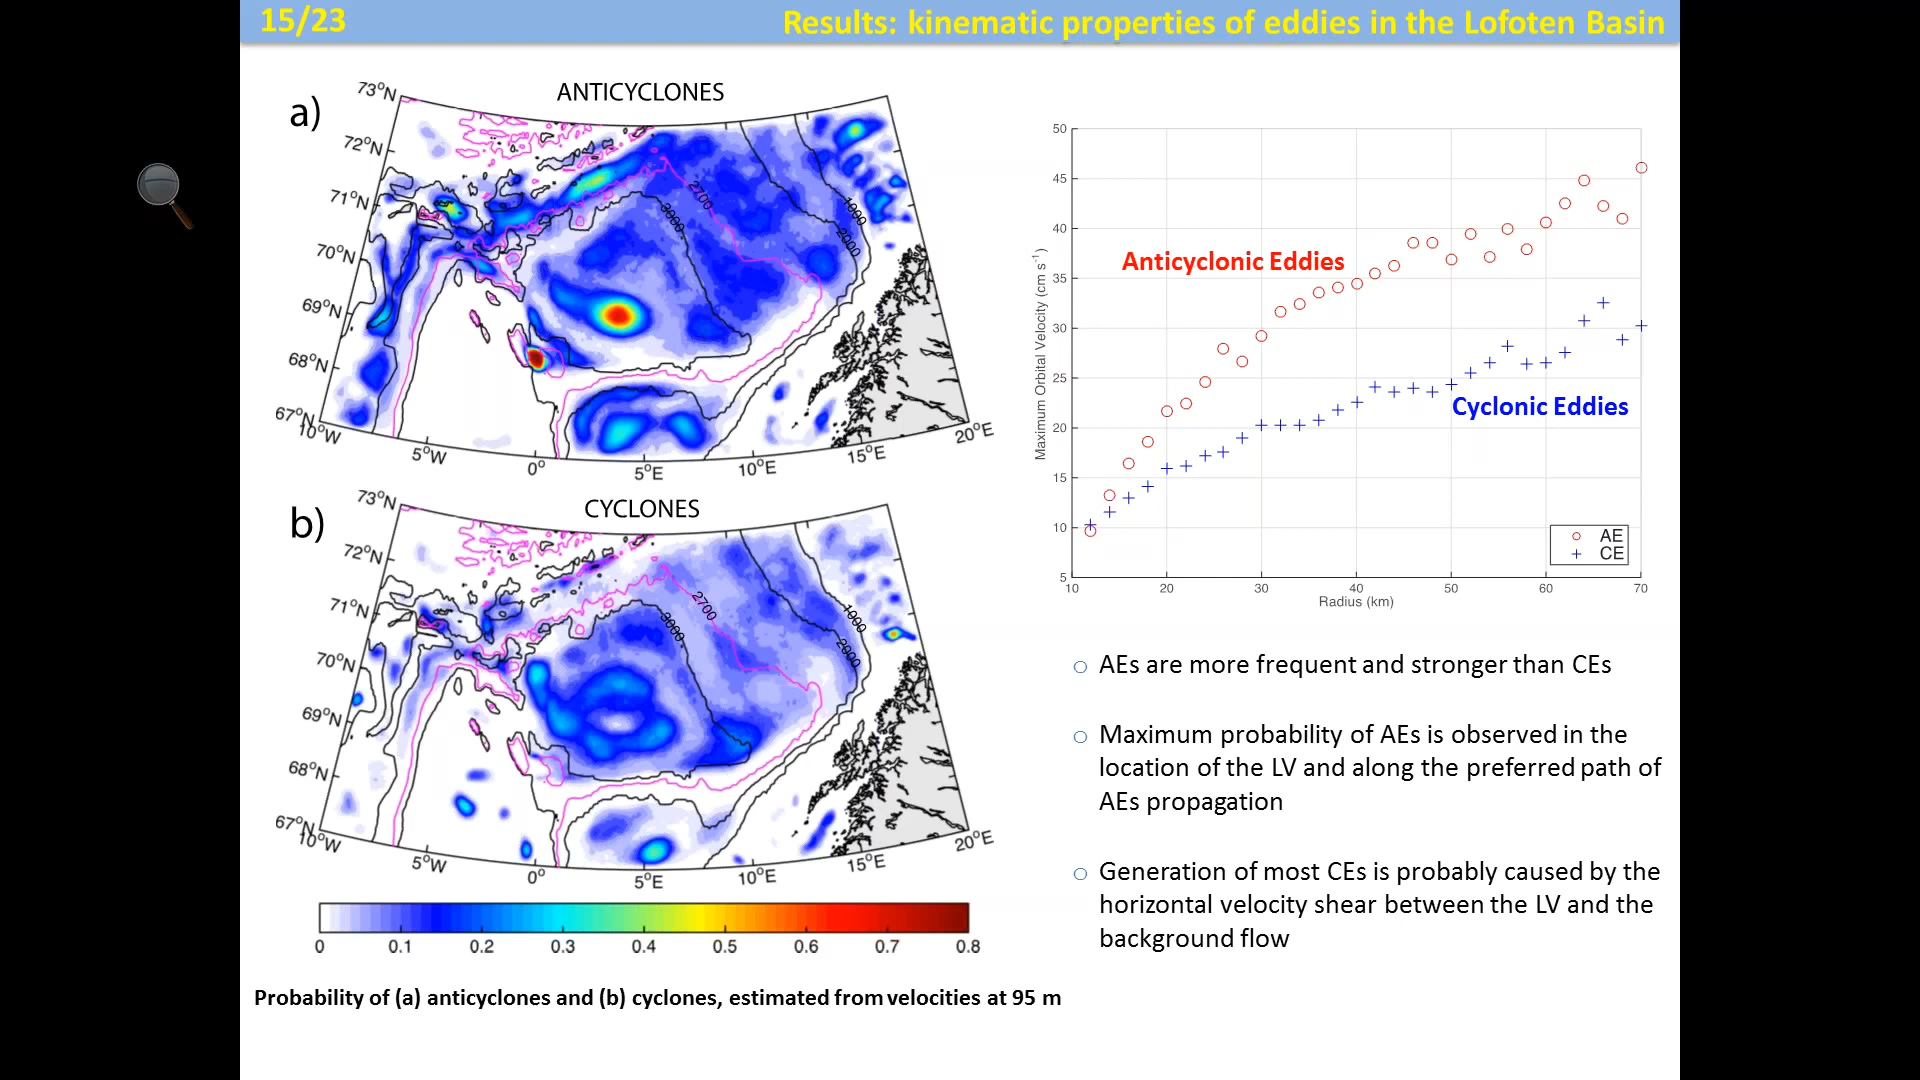 15/23
Results: kinematic properties of eddies in the Lofoten Basin
a)
ANTICYCLONES
73°N
72°N
71°N
70°N
69°N
68°N
67°N
10°W
5°W
0°
5°E
10°E
15°E
20°E
2700
3000
1000
2000
b)
CYCLONES
73°N
72°N
71°N
70°N
69°N
68°N
67°N
10°W
5°W
0°
5°E
10°E
15°E
20°E
2700
3000
1000
2000
0 0.1 0.2 0.3 0.4 0.5 0.6 0.7 0.8
Probability of (a) anticyclones and (b) cyclones, estimated from velocities at 95 m
Maximum Orbital Velocity (cm s⁻¹)
50
45
40
35
30
25
20
15
10
5
Anticyclonic Eddies
Cyclonic Eddies
AE
CE
10 20 30 40 50 60 70
Radius (km)
AEs are more frequent and stronger than CEs
Maximum probability of AEs is observed in the
location of the LV and along the preferred path of
AEs propagation
Generation of most CEs is probably caused by the
horizontal velocity shear between the LV and the
background flow